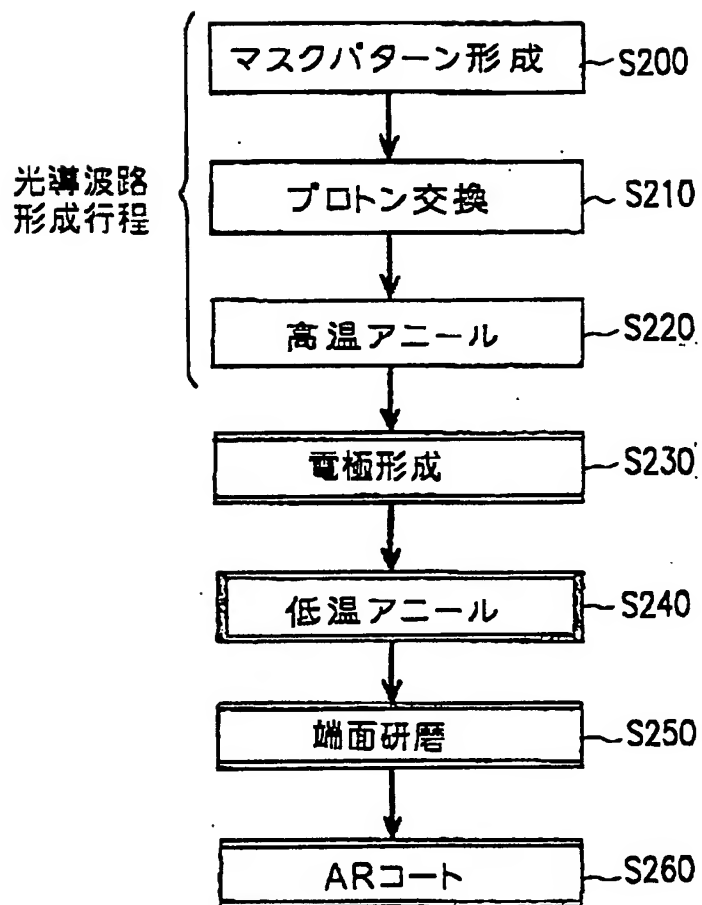 マスクパターン形成 S200
光導波路
形成行程
プロトン交換 S210
高温アニール S220
電極形成 S230
低温アニール S240
端面研磨 S250
ARコート S260